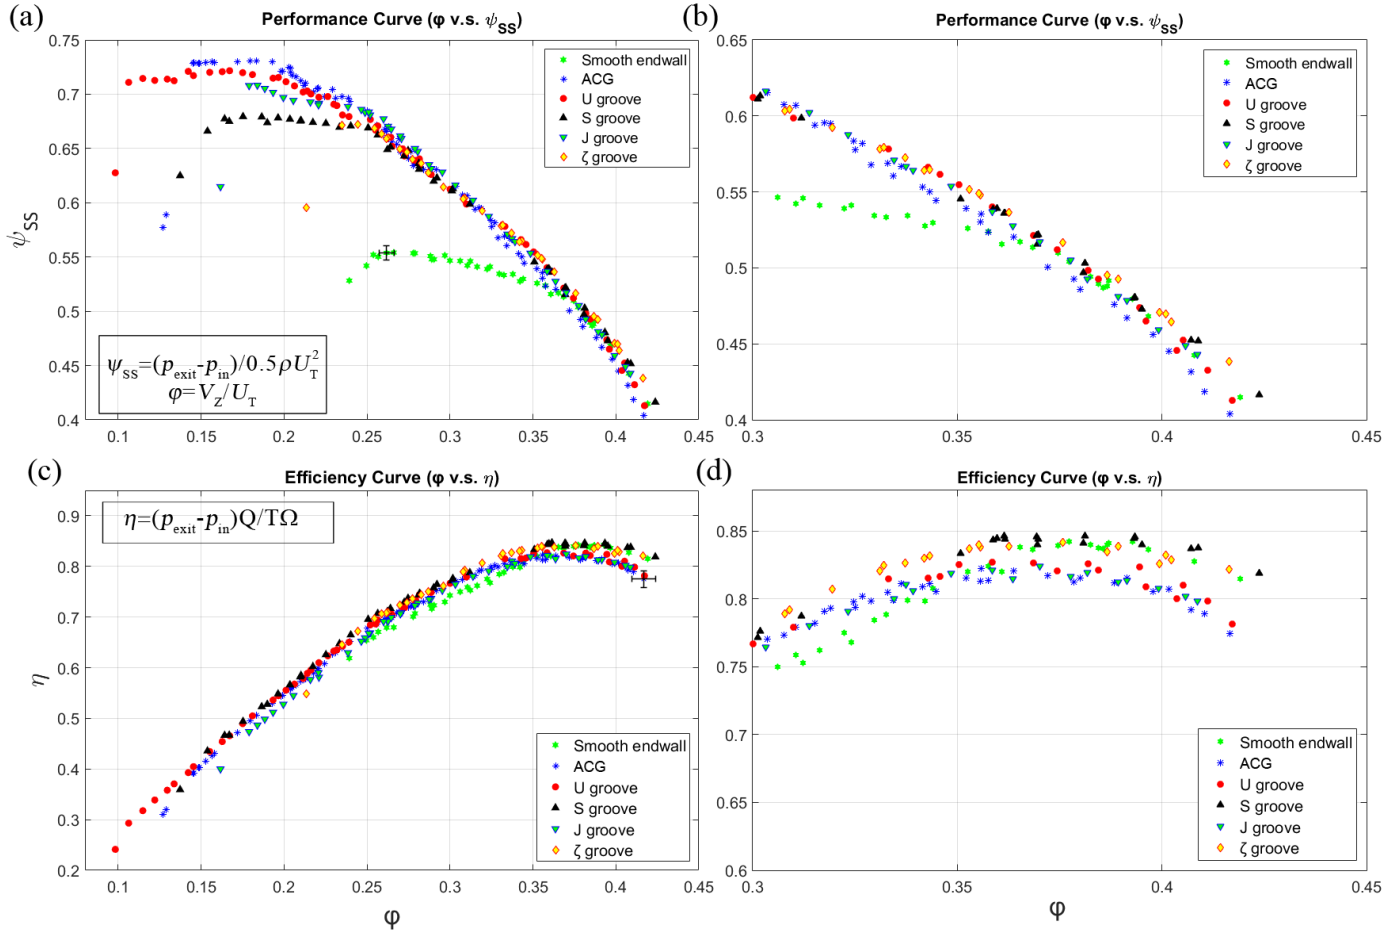 (a)
Performance Curve (φ v.s. ψSS)
0.75
0.7
0.65
0.6
0.55
0.5
0.45
0.4
ψSS
Smooth endwall
ACG
U groove
S groove
J groove
ζ groove
ψSS=(pexit-pin)/0.5ρUT²
φ=VZ/UT
0.1 0.15 0.2 0.25 0.3 0.35 0.4 0.45
(b)
Performance Curve (φ v.s. ψSS)
0.65
0.6
0.55
0.5
0.45
0.4
Smooth endwall
ACG
U groove
S groove
J groove
ζ groove
0.3 0.35 0.4 0.45
(c)
Efficiency Curve (φ v.s. η)
η=(pexit-pin)Q/TΩ
0.9
0.8
0.7
0.6
0.5
0.4
0.3
0.2
η
Smooth endwall
ACG
U groove
S groove
J groove
ζ groove
0.1 0.15 0.2 0.25 0.3 0.35 0.4 0.45
φ
(d)
Efficiency Curve (φ v.s. η)
0.85
0.8
0.75
0.7
0.65
0.6
Smooth endwall
ACG
U groove
S groove
J groove
ζ groove
0.3 0.35 0.4 0.45
φ